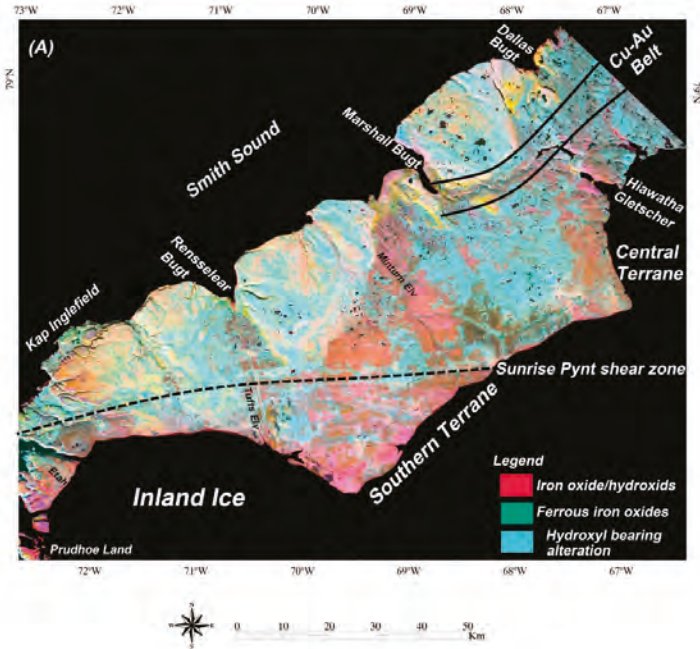 73°W 72°W 71°W 70°W 69°W 68°W 67°W
79°N
79°N
(A)
Dallas
Bugt
Cu-Au
Belt
Marshall Bugt
Smith Sound
Hiawatha
Gletscher
Rensselear
Bugt
Central
Terrane
Minturn Elv
Kap Inglefield
Sunrise Pynt shear zone
Tufts Elv
Southern Terrane
Etah
Inland Ice
Legend
Iron oxide/hydroxids
Ferrous iron oxides
Hydroxyl bearing
alteration
Prudhoe Land
72°W 71°W 70°W 69°W 68°W 67°W
N
W E
S
0 10 20 30 40 50
Km